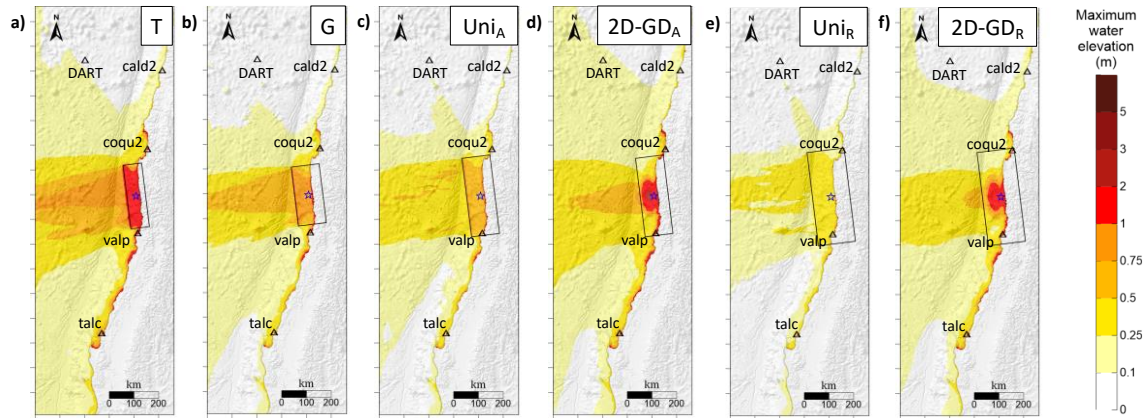 a) T
DART
cald2
coqu2
valp
talc
km
0 100 200
b) G
DART
cald2
coqu2
valp
talc
km
0 100 200
c) UniA
DART
cald2
coqu2
valp
talc
km
0 100 200
d) 2D-GDA
DART
cald2
coqu2
valp
talc
km
0 100 200
e) UniR
DART
cald2
coqu2
valp
talc
km
0 100 200
f) 2D-GDR
DART
cald2
coqu2
valp
talc
km
0 100 200
Maximum
water
elevation
(m)
5
3
2
1
0.75
0.5
0.25
0.1
0